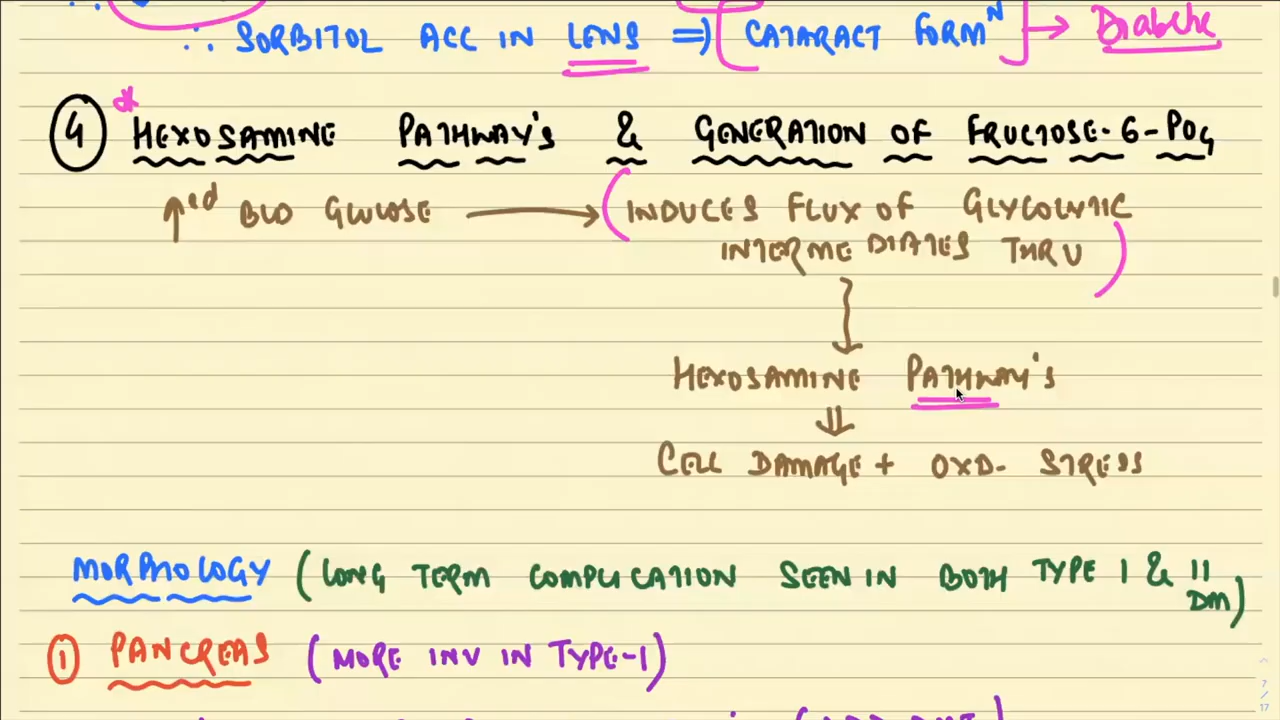 ∴ SORBITOL ACC IN LENS ⇒ [CATARACT FORMᴺ] → Diabetic
④ * HEXOSAMINE PATHWAY'S & GENERATION OF FRUCTOSE-6-PO₄
↑ed BLD GLUCOSE → (INDUCES FLUX OF GLYCOLYTIC
INTERMEDIATES THRU)
↓
HEXOSAMINE PATHWAY'S
⇓
CELL DAMAGE + OXD. STRESS
MORPHOLOGY (LONG TERM COMPLICATION SEEN IN BOTH TYPE I & II DM)
① PANCREAS (MORE INV IN TYPE-1)
7
/
17